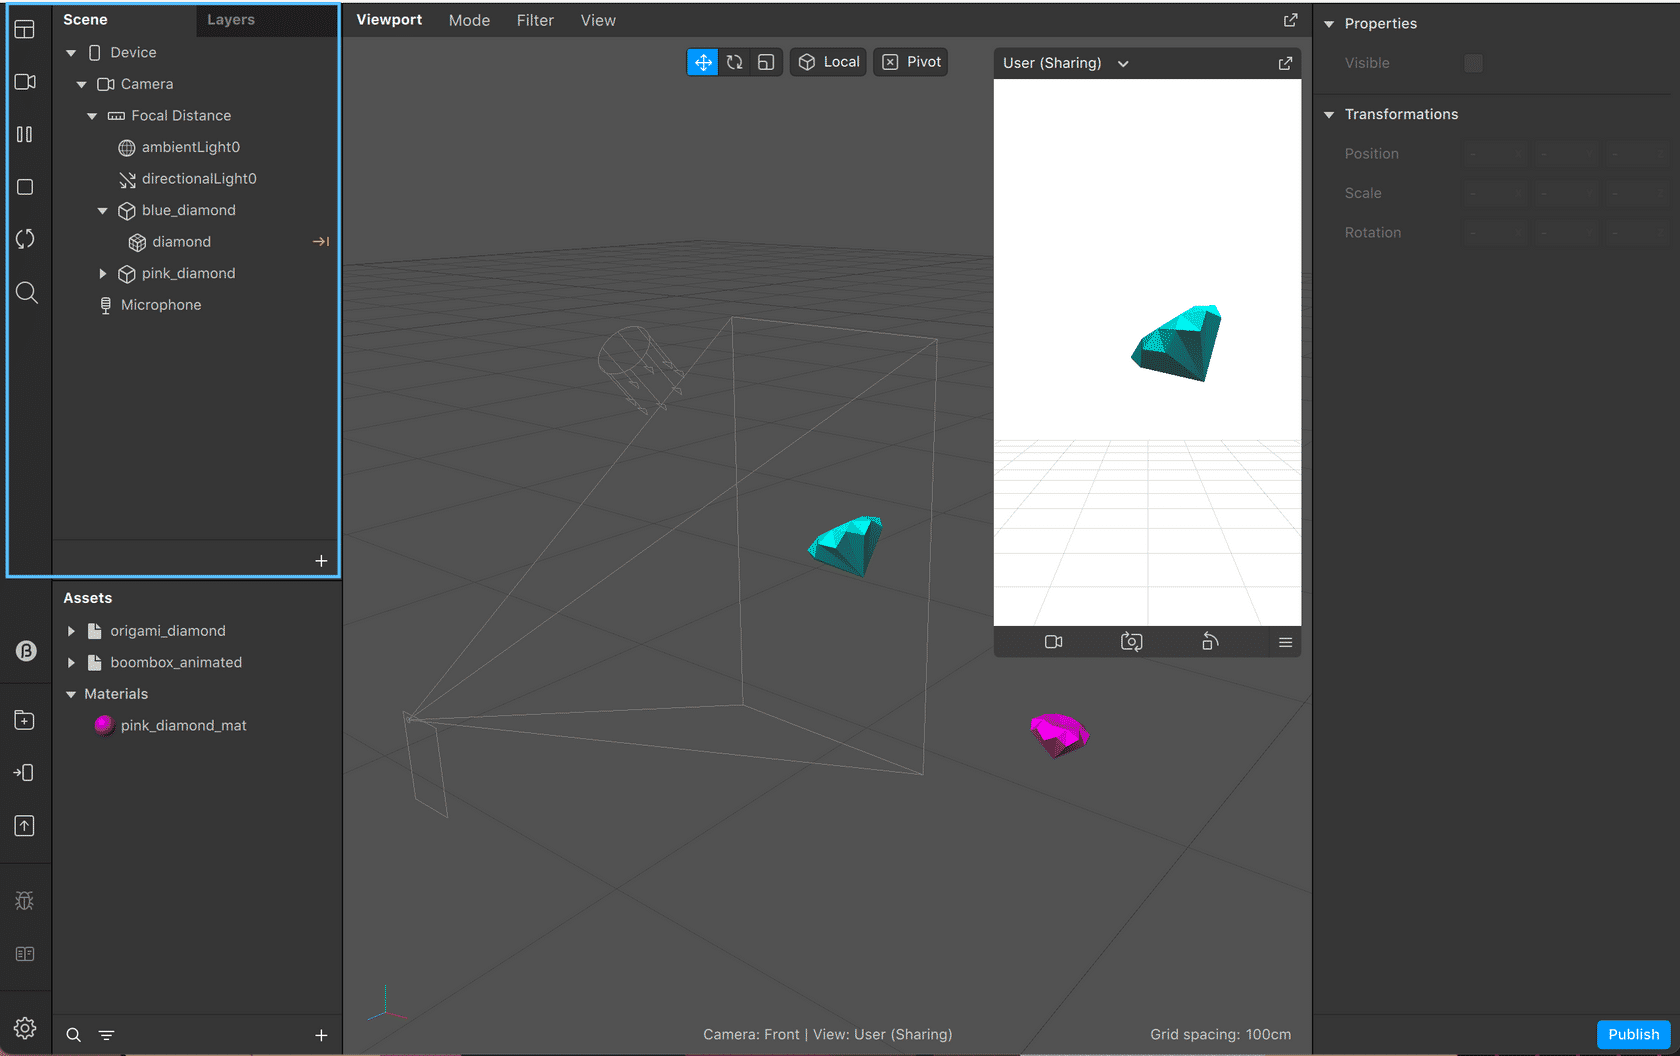 Scene
Layers
Device
Camera
Focal Distance
ambientLight0
directionalLight0
blue_diamond
diamond
pink_diamond
Microphone
Assets
origami_diamond
boombox_animated
Materials
pink_diamond_mat
Viewport Mode Filter View
Local
Pivot
User (Sharing)
Camera: Front | View: User (Sharing)
Grid spacing: 100cm
Properties
Visible
Transformations
Position - - -
Scale - - -
Rotation - - -
Publish
β